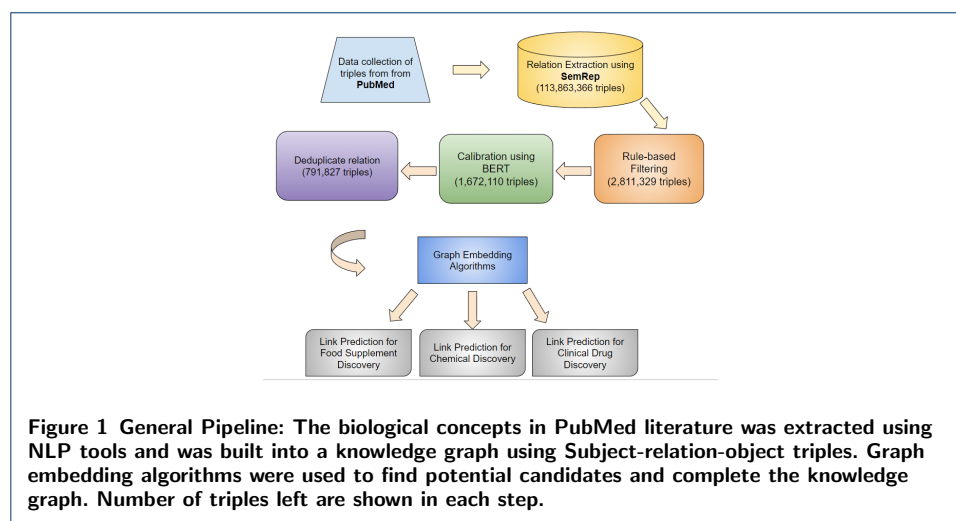 Data collection of
triples from from
PubMed
Relation Extraction using
SemRep
(113,863,366 triples)
Deduplicate relation
(791,827 triples)
Calibration using
BERT
(1,672,110 triples)
Rule-based
Filtering
(2,811,329 triples)
Graph Embedding
Algorithms
Link Prediction for
Food Supplement
Discovery
Link Prediction for
Chemical Discovery
Link Prediction for
Clinical Drug
Discovery
Figure 1 General Pipeline: The biological concepts in PubMed literature was extracted using
NLP tools and was built into a knowledge graph using Subject-relation-object triples. Graph
embedding algorithms were used to find potential candidates and complete the knowledge
graph. Number of triples left are shown in each step.